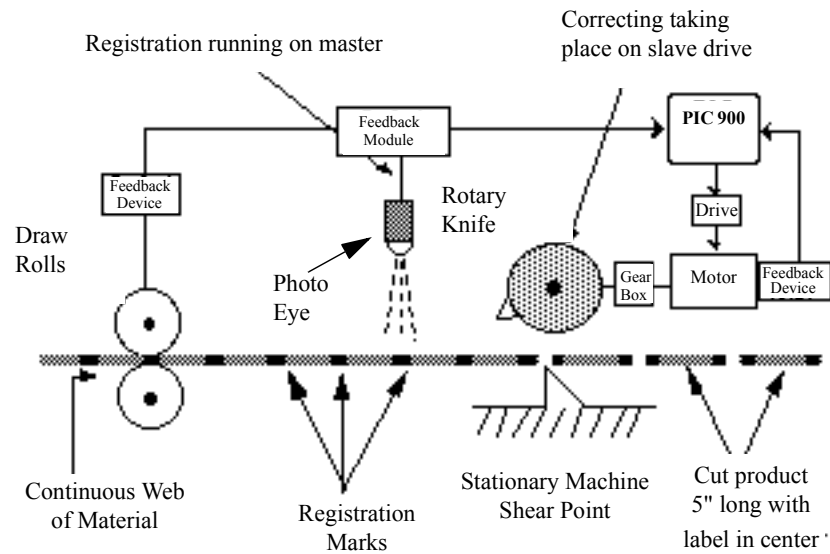 Registration running on master
Correcting taking
place on slave drive
Feedback
Module
PIC 900
Feedback
Device
Rotary
Knife
Drive
Draw
Rolls
Photo
Eye
Gear
Box
Motor
Feedback
Device
Continuous Web
of Material
Registration
Marks
Stationary Machine
Shear Point
Cut product
5" long with
label in center